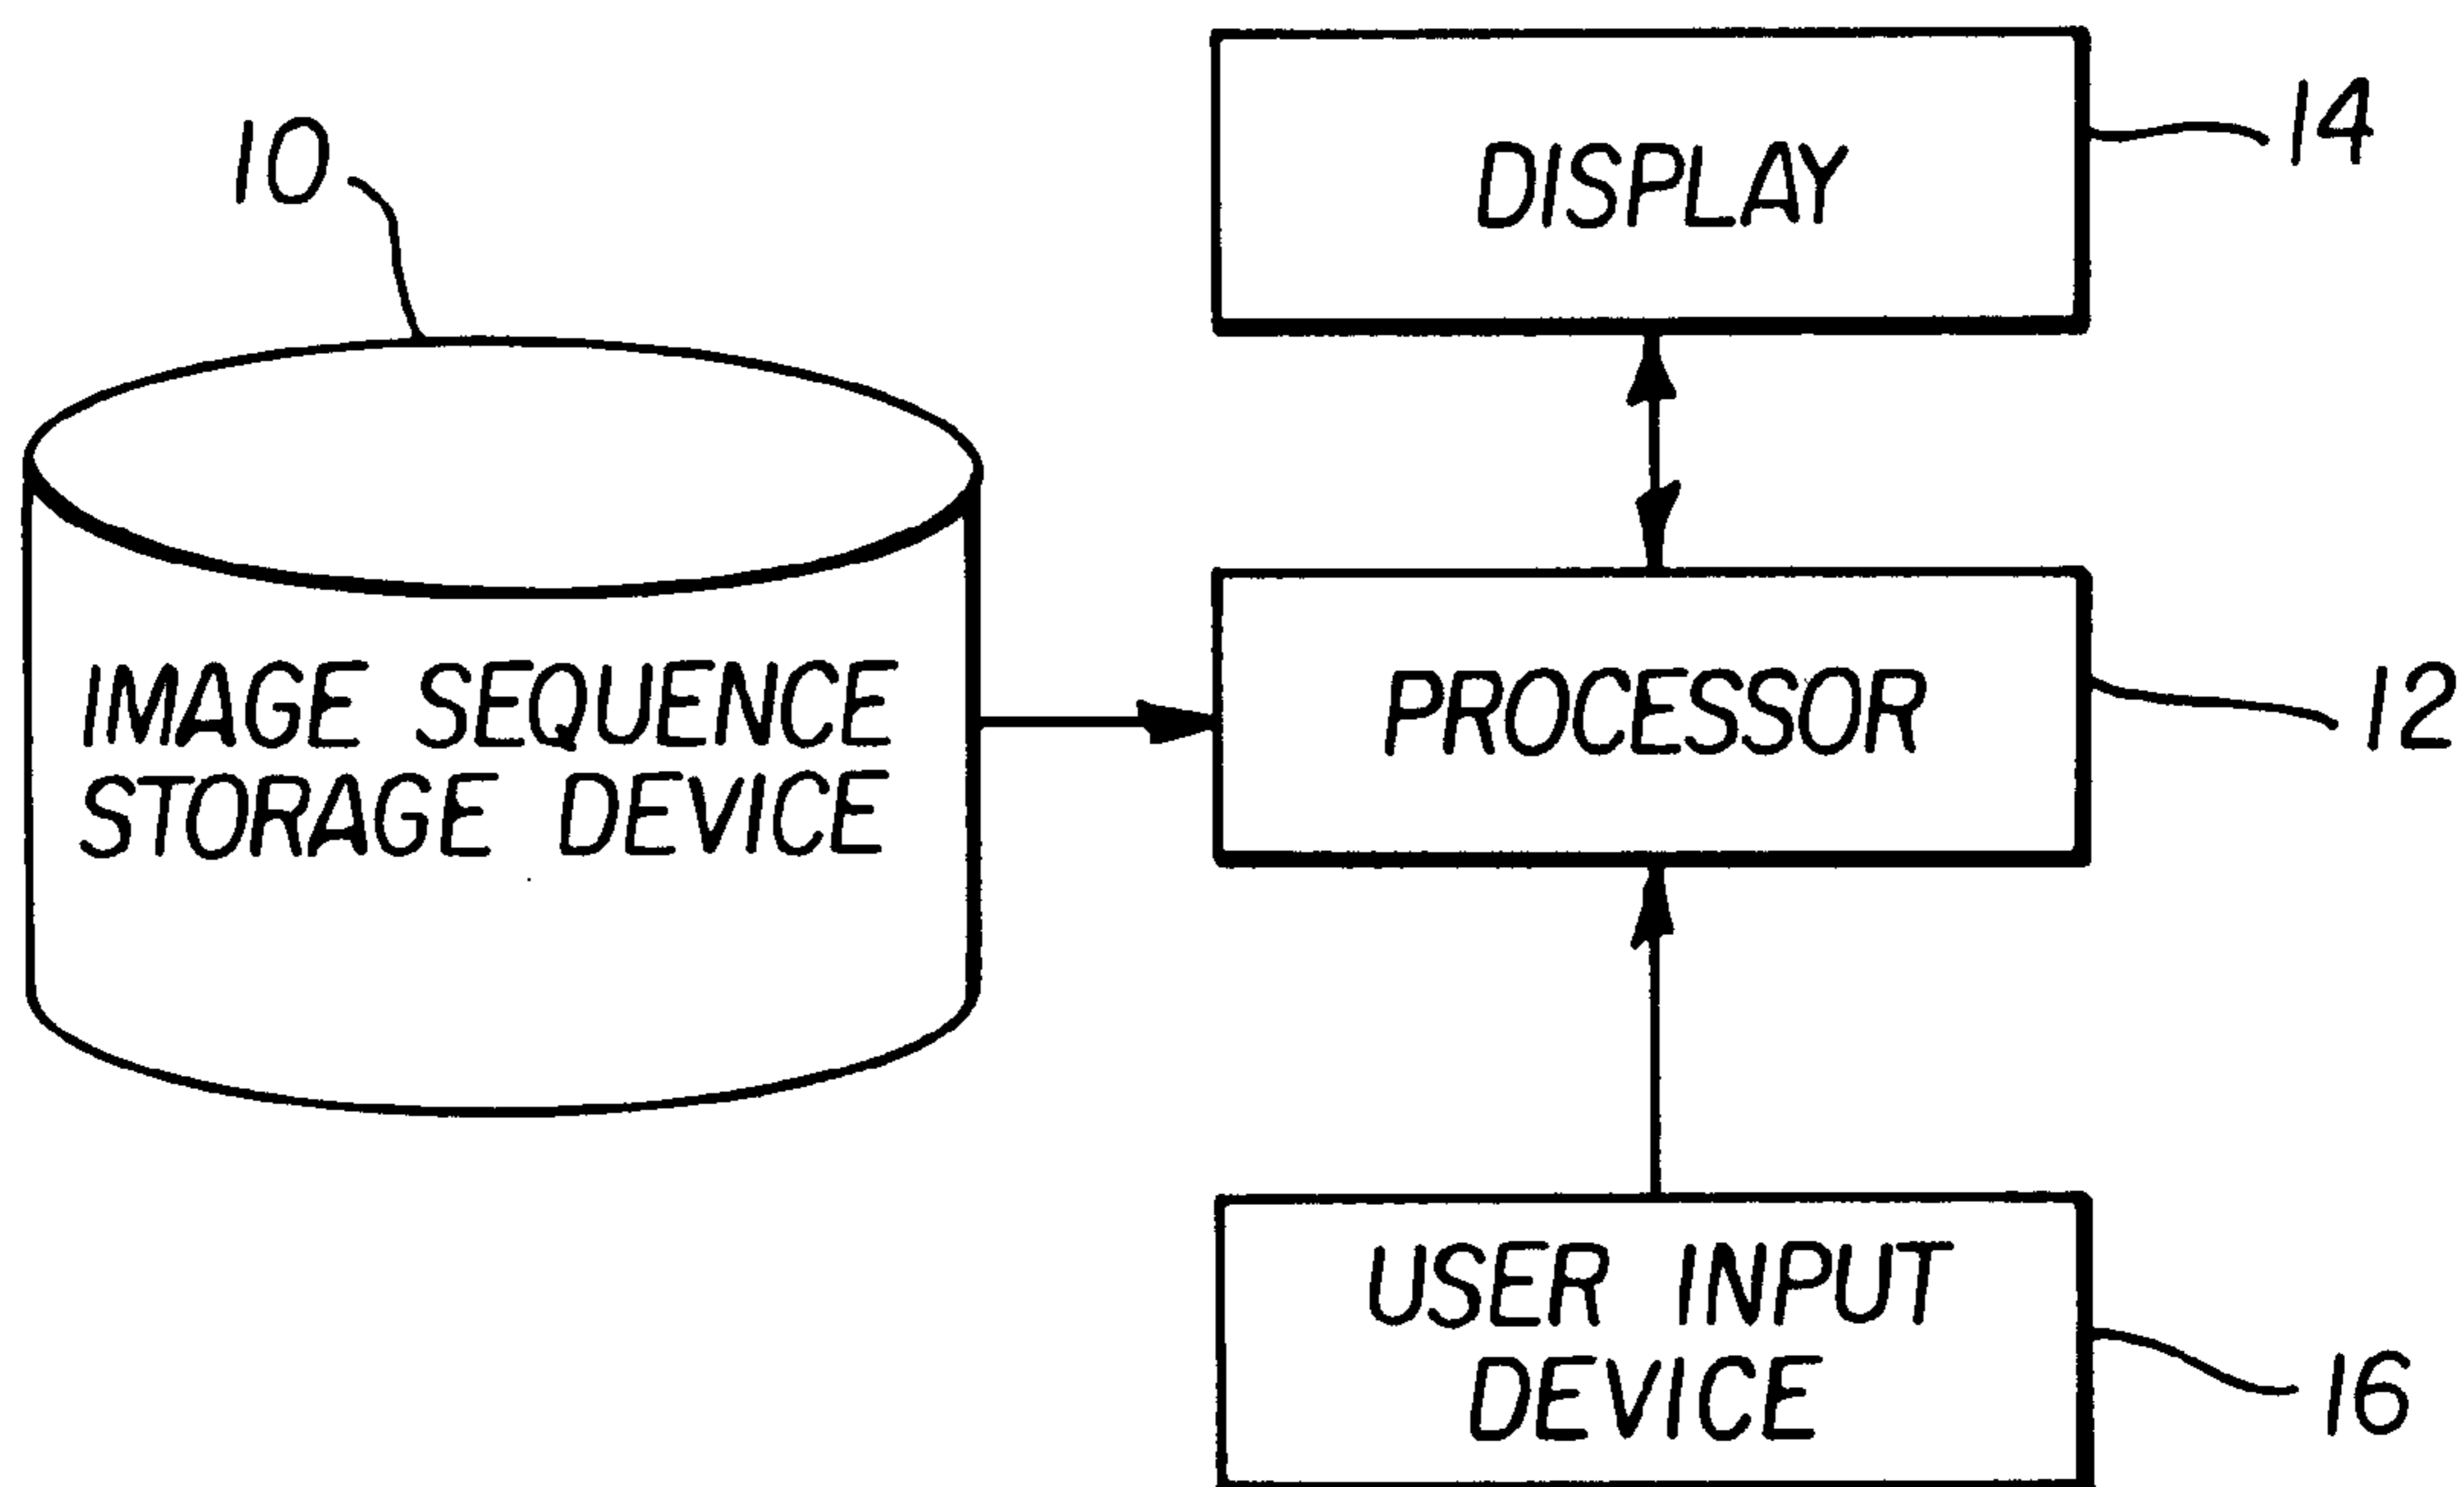 10
DISPLAY
14
IMAGE SEQUENCE
STORAGE DEVICE
PROCESSOR
12
USER INPUT
DEVICE
16